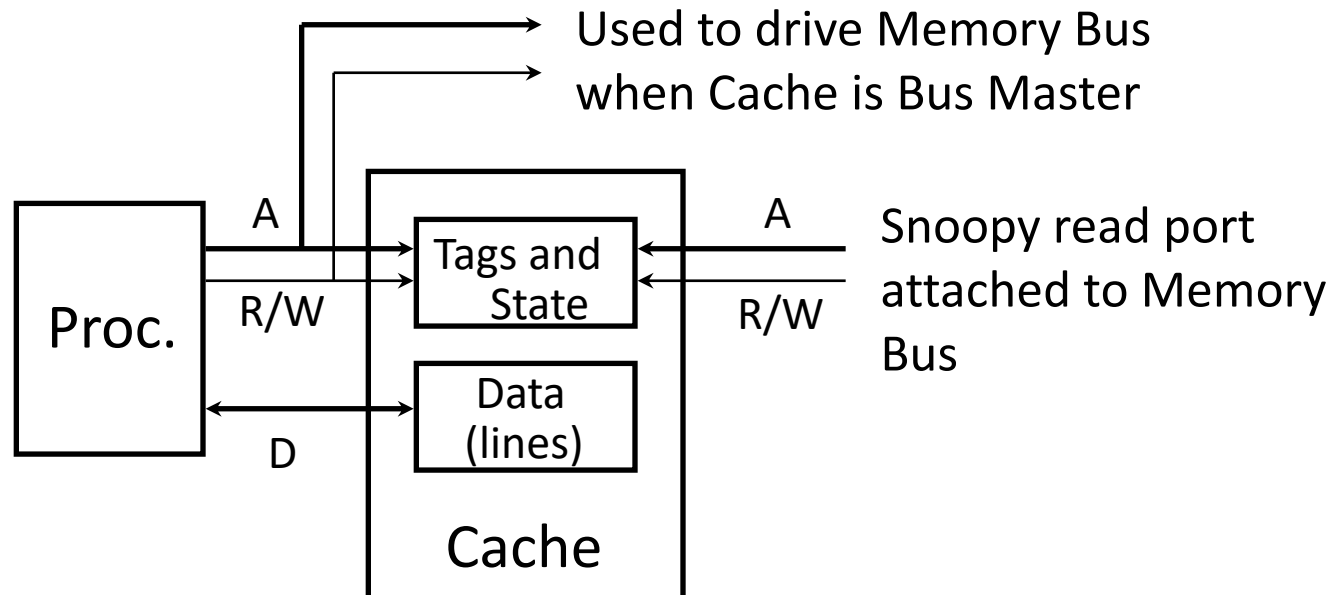 Used to drive Memory Bus
when Cache is Bus Master
A
A
Snoopy read port
attached to Memory
Bus
Tags and
State
R/W
R/W
Proc.
Data
(lines)
D
Cache